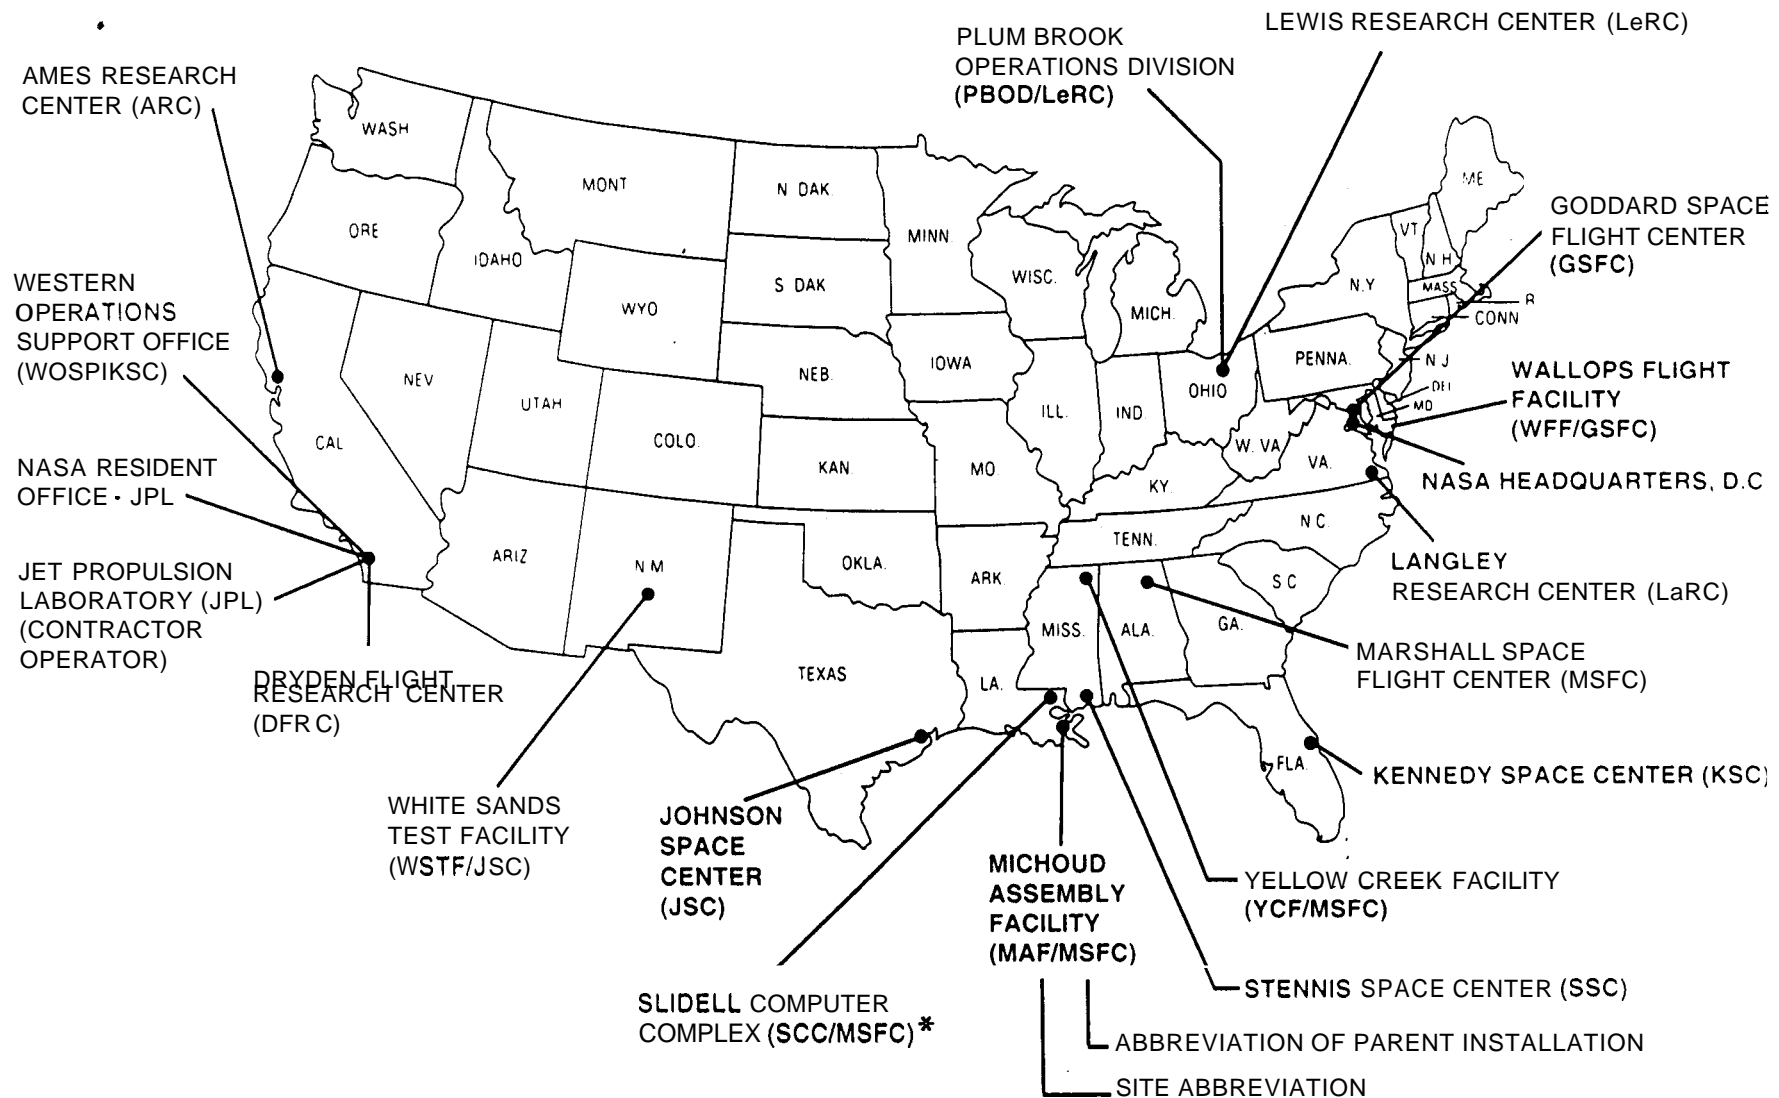 LEWIS RESEARCH CENTER (LeRC)
PLUM BROOK
OPERATIONS DIVISION
(PBOD/LeRC)
AMES RESEARCH
CENTER (ARC)
WASH
MONT
N DAK.
MINN.
ME
ORE
IDAHO
S DAK
WISC.
MICH.
VT
N H
N.Y
MASS
R
CONN
GODDARD SPACE
FLIGHT CENTER
(GSFC)
WESTERN
OPERATIONS
SUPPORT OFFICE
(WOSPIKSC)
WYO
NEV
UTAH
COLO.
NEB.
IOWA
ILL.
IND
OHIO
PENNA.
N J
DEL
MD
WALLOPS FLIGHT
FACILITY
(WFF/GSFC)
CAL
KAN.
MO.
W. VA
VA.
KY.
NASA HEADQUARTERS, D.C
NASA RESIDENT
OFFICE - JPL
ARIZ
N M
OKLA.
ARK.
TENN.
N C.
S C
JET PROPULSION
LABORATORY (JPL)
(CONTRACTOR
OPERATOR)
LANGLEY
RESEARCH CENTER (LaRC)
TEXAS
LA.
MISS.
ALA.
GA.
FLA.
DRYDEN FLIGHT
RESEARCH CENTER
(DFR C)
MARSHALL SPACE
FLIGHT CENTER (MSFC)
KENNEDY SPACE CENTER (KSC)
WHITE SANDS
TEST FACILITY
(WSTF/JSC)
JOHNSON
SPACE
CENTER
(JSC)
MICHOUD
ASSEMBLY
FACILITY
(MAF/MSFC)
YELLOW CREEK FACILITY
(YCF/MSFC)
STENNIS SPACE CENTER (SSC)
SLIDELL COMPUTER
COMPLEX (SCC/MSFC)*
ABBREVIATION OF PARENT INSTALLATION
SITE ABBREVIATION